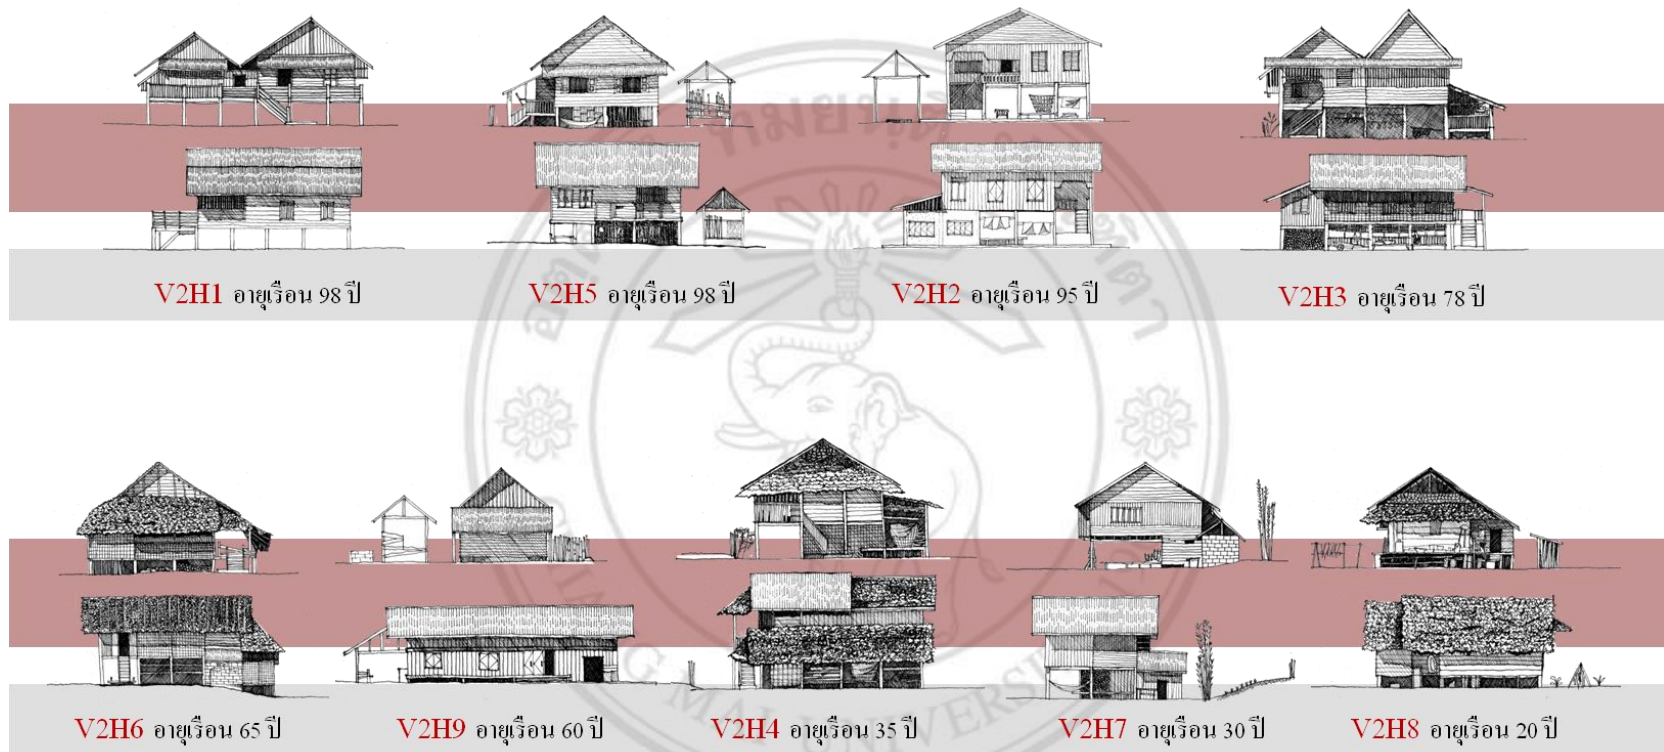 V2H1 อายุเรือน 98 ปี
V2H5 อายุเรือน 98 ปี
V2H2 อายุเรือน 95 ปี
V2H3 อายุเรือน 78 ปี
V2H6 อายุเรือน 65 ปี
V2H9 อายุเรือน 60 ปี
V2H4 อายุเรือน 35 ปี
V2H7 อายุเรือน 30 ปี
V2H8 อายุเรือน 20 ปี